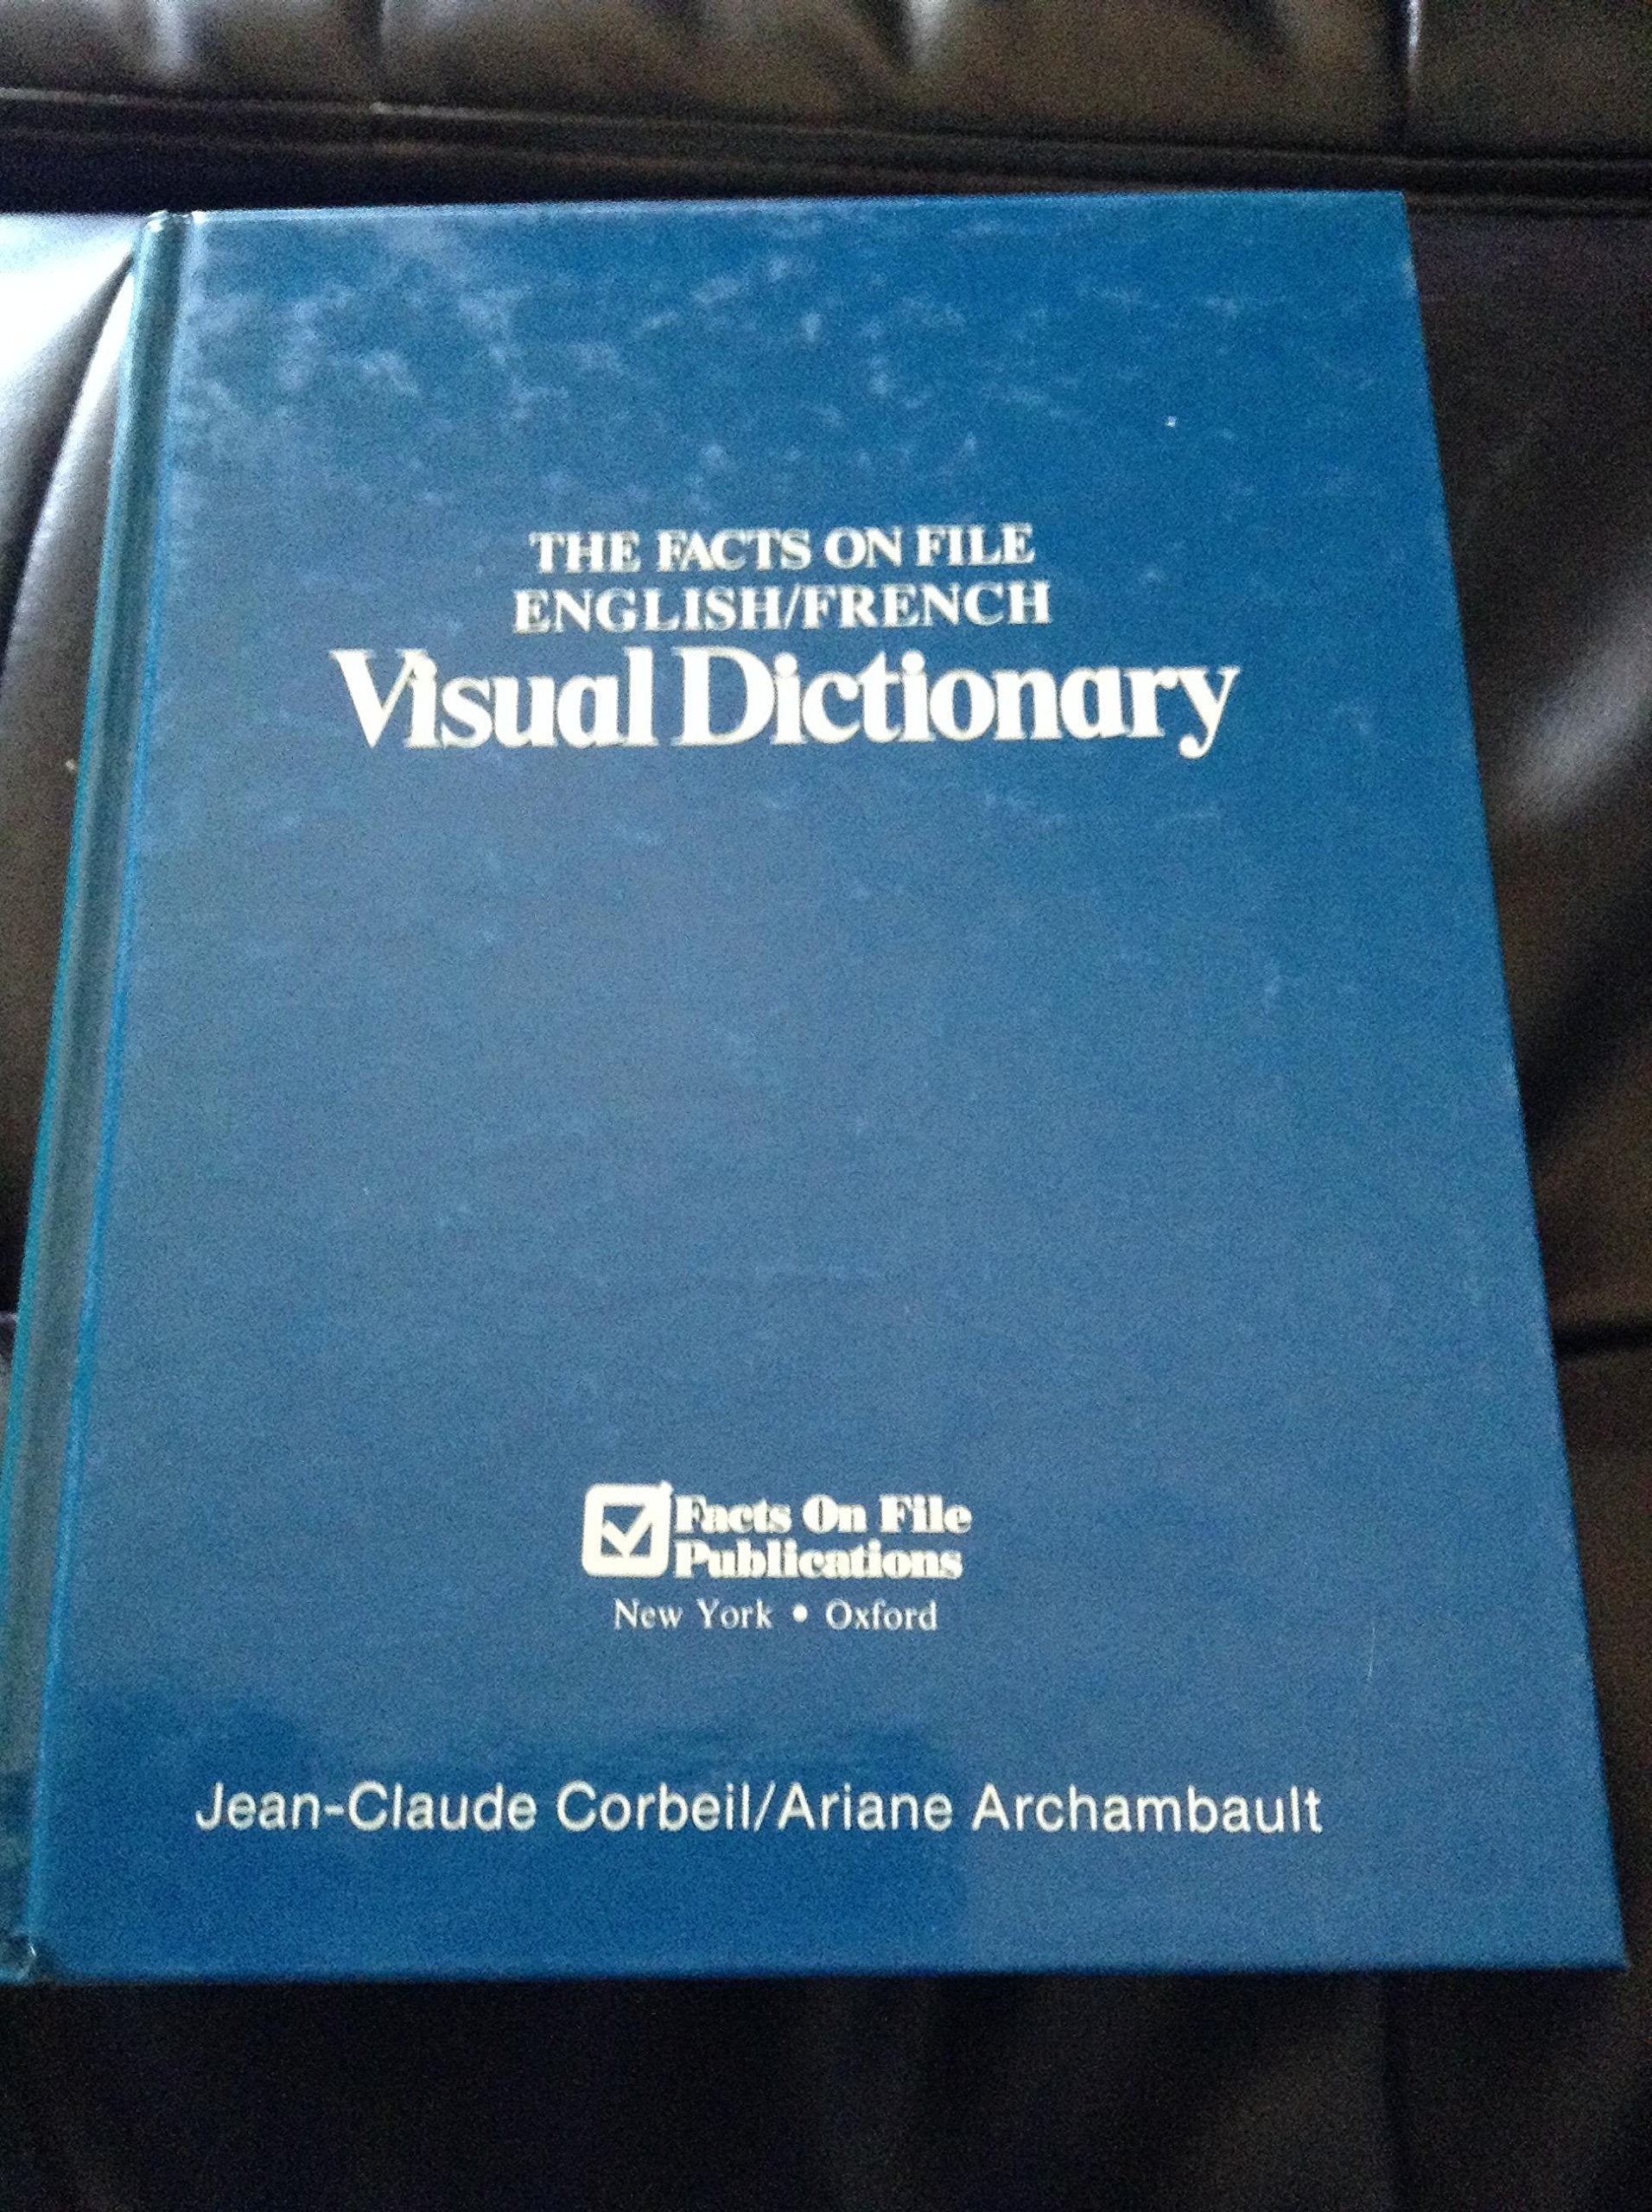 THE FACTS ON FILE
ENGLISH/FRENCH
Visual Dictionary
Facts On File
Publications
New York • Oxford
Jean-Claude Corbeil/Ariane Archambault